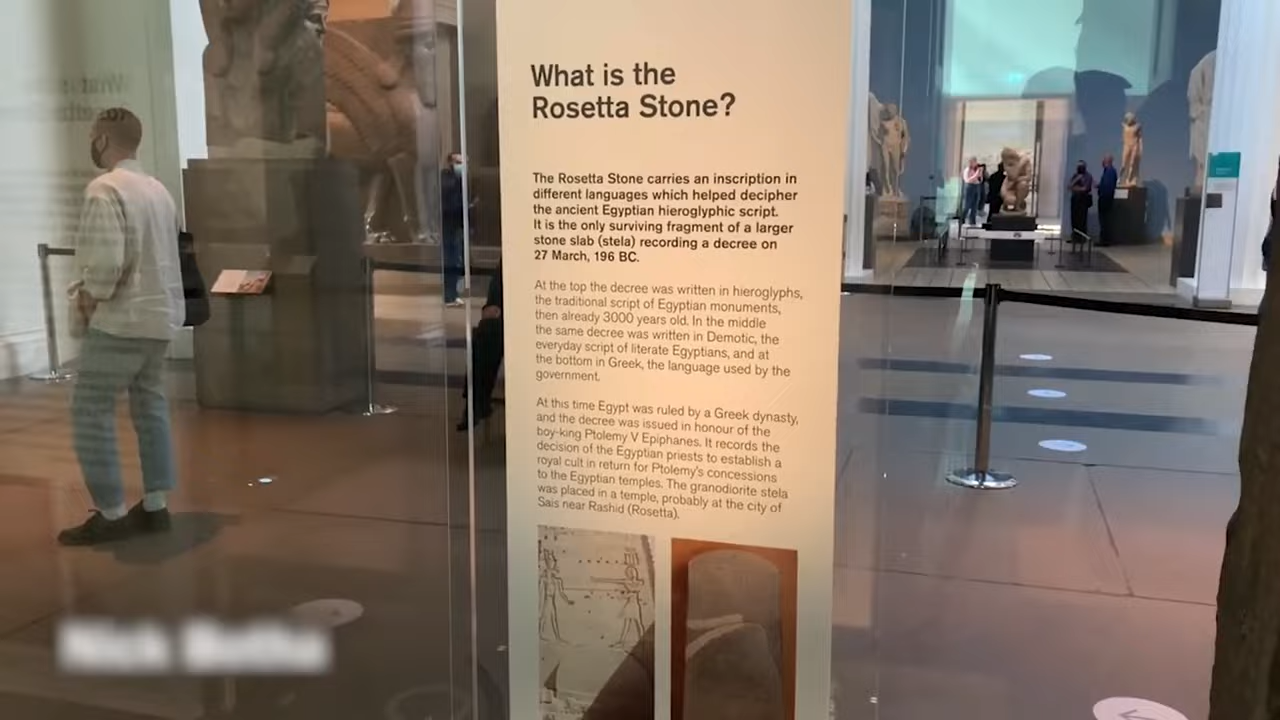 What is the
Rosetta Stone?
The Rosetta Stone carries an inscription in
different languages which helped decipher
the ancient Egyptian hieroglyphic script.
It is the only surviving fragment of a larger
stone slab (stela) recording a decree on
27 March, 196 BC.
At the top the decree was written in hieroglyphs,
the traditional script of Egyptian monuments,
then already 3000 years old. In the middle
the same decree was written in Demotic, the
everyday script of literate Egyptians, and at
the bottom in Greek, the language used by the
government.
At this time Egypt was ruled by a Greek dynasty,
and the decree was issued in honour of the
boy-king Ptolemy V Epiphanes. It records the
decision of the Egyptian priests to establish a
royal cult in return for Ptolemy's concessions
to the Egyptian temples. The granodiorite stela
was placed in a temple, probably at the city of
Sais near Rashid (Rosetta).